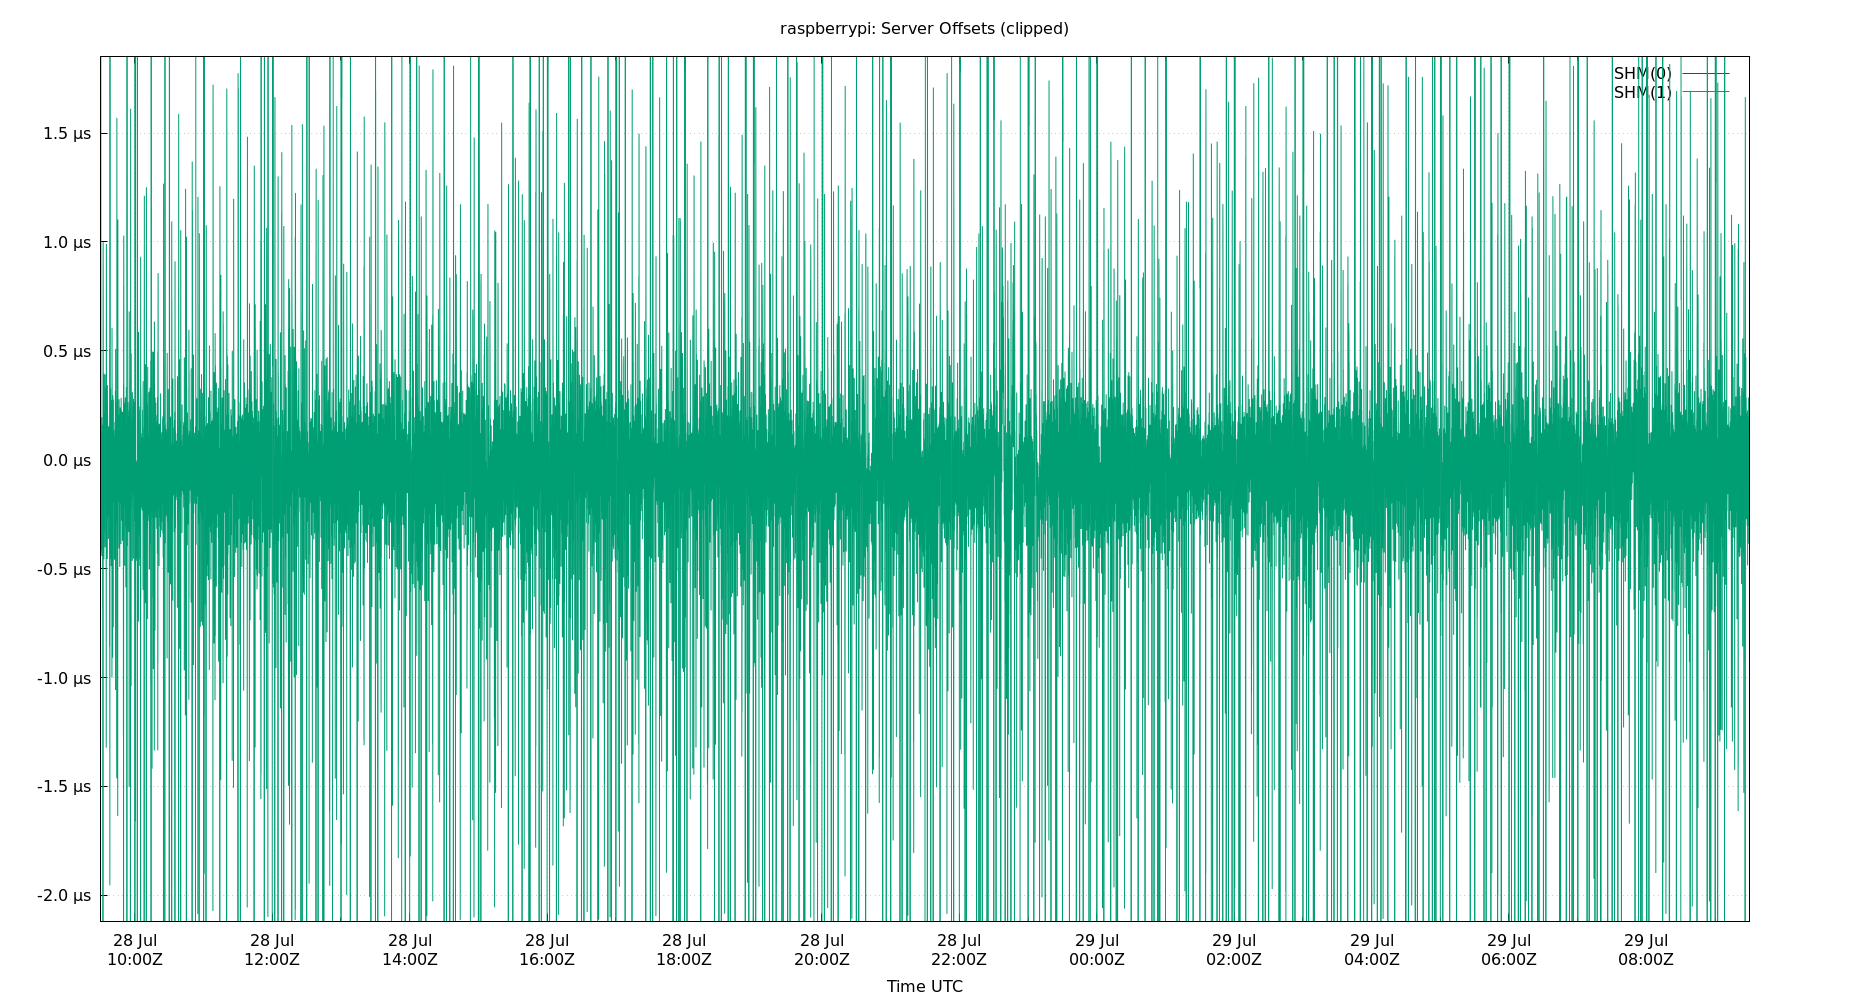 raspberrypi: Server Offsets (clipped)
SHM(0)
SHM(1)
1.5 µs
1.0 µs
0.5 µs
0.0 µs
-0.5 µs
-1.0 µs
-1.5 µs
-2.0 µs
28 Jul 28 Jul 28 Jul 28 Jul 28 Jul 28 Jul 28 Jul 29 Jul 29 Jul 29 Jul 29 Jul 29 Jul
10:00Z 12:00Z 14:00Z 16:00Z 18:00Z 20:00Z 22:00Z 00:00Z 02:00Z 04:00Z 06:00Z 08:00Z
Time UTC